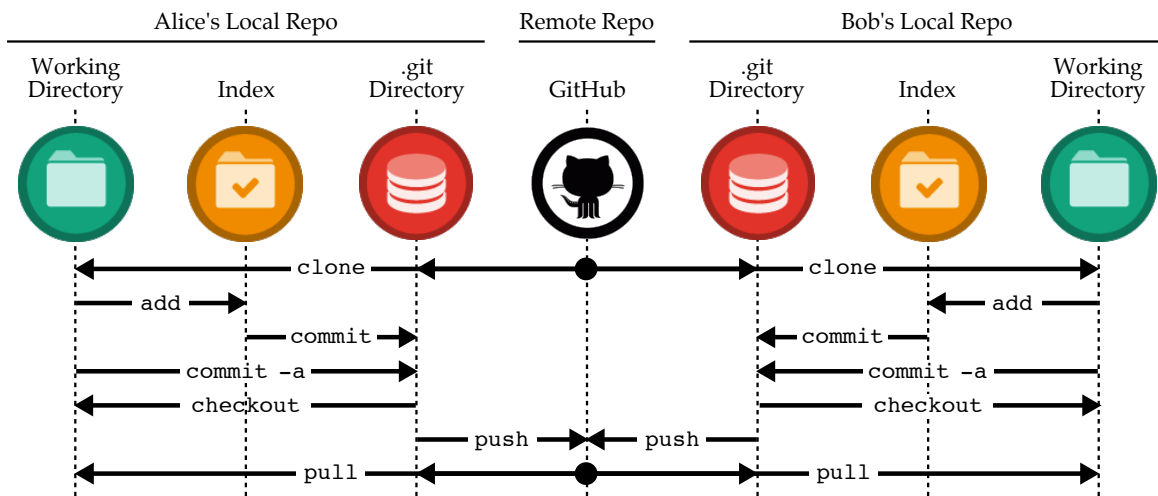 Alice's Local Repo Remote Repo Bob's Local Repo
Working Directory Index .git Directory GitHub .git Directory Index Working Directory
clone clone
add add
commit commit
commit -a commit -a
checkout checkout
push push
pull pull